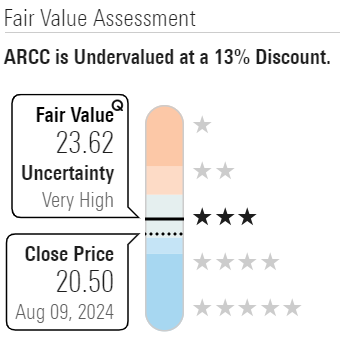 Fair Value Assessment
ARCC is Undervalued at a 13% Discount.
Fair Value Q
23.62
Uncertainty
Very High
Close Price
20.50
Aug 09, 2024